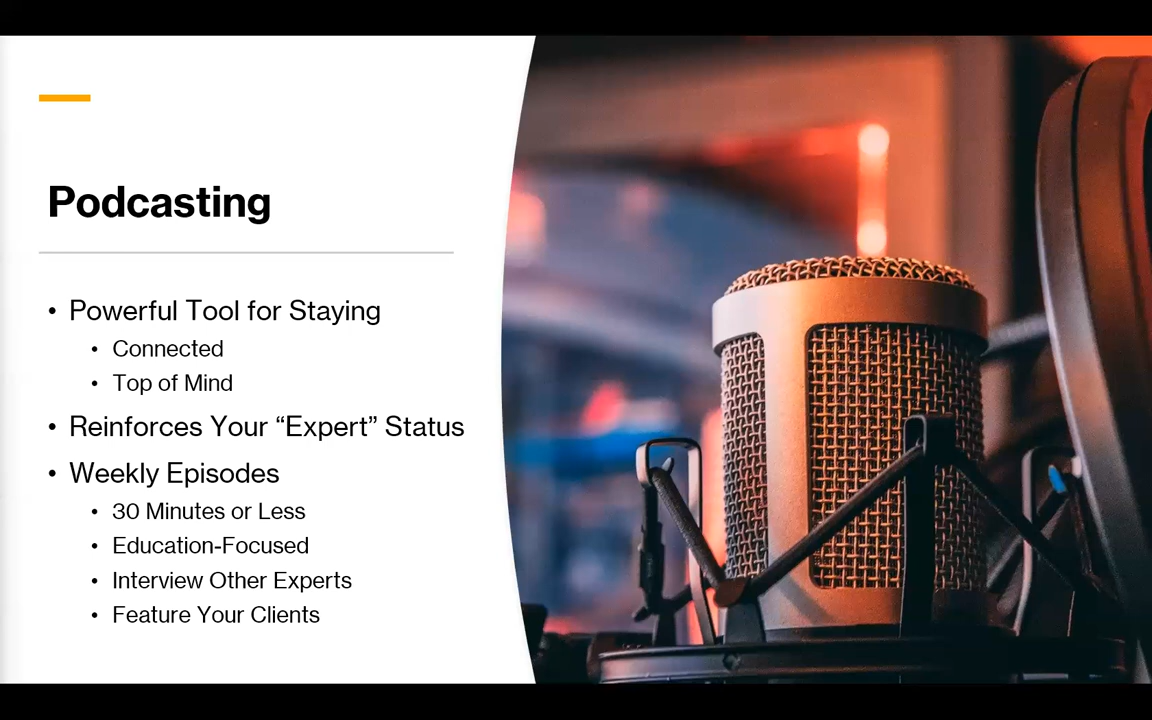 Podcasting
• Powerful Tool for Staying
• Connected
• Top of Mind
• Reinforces Your “Expert” Status
• Weekly Episodes
• 30 Minutes or Less
• Education-Focused
• Interview Other Experts
• Feature Your Clients